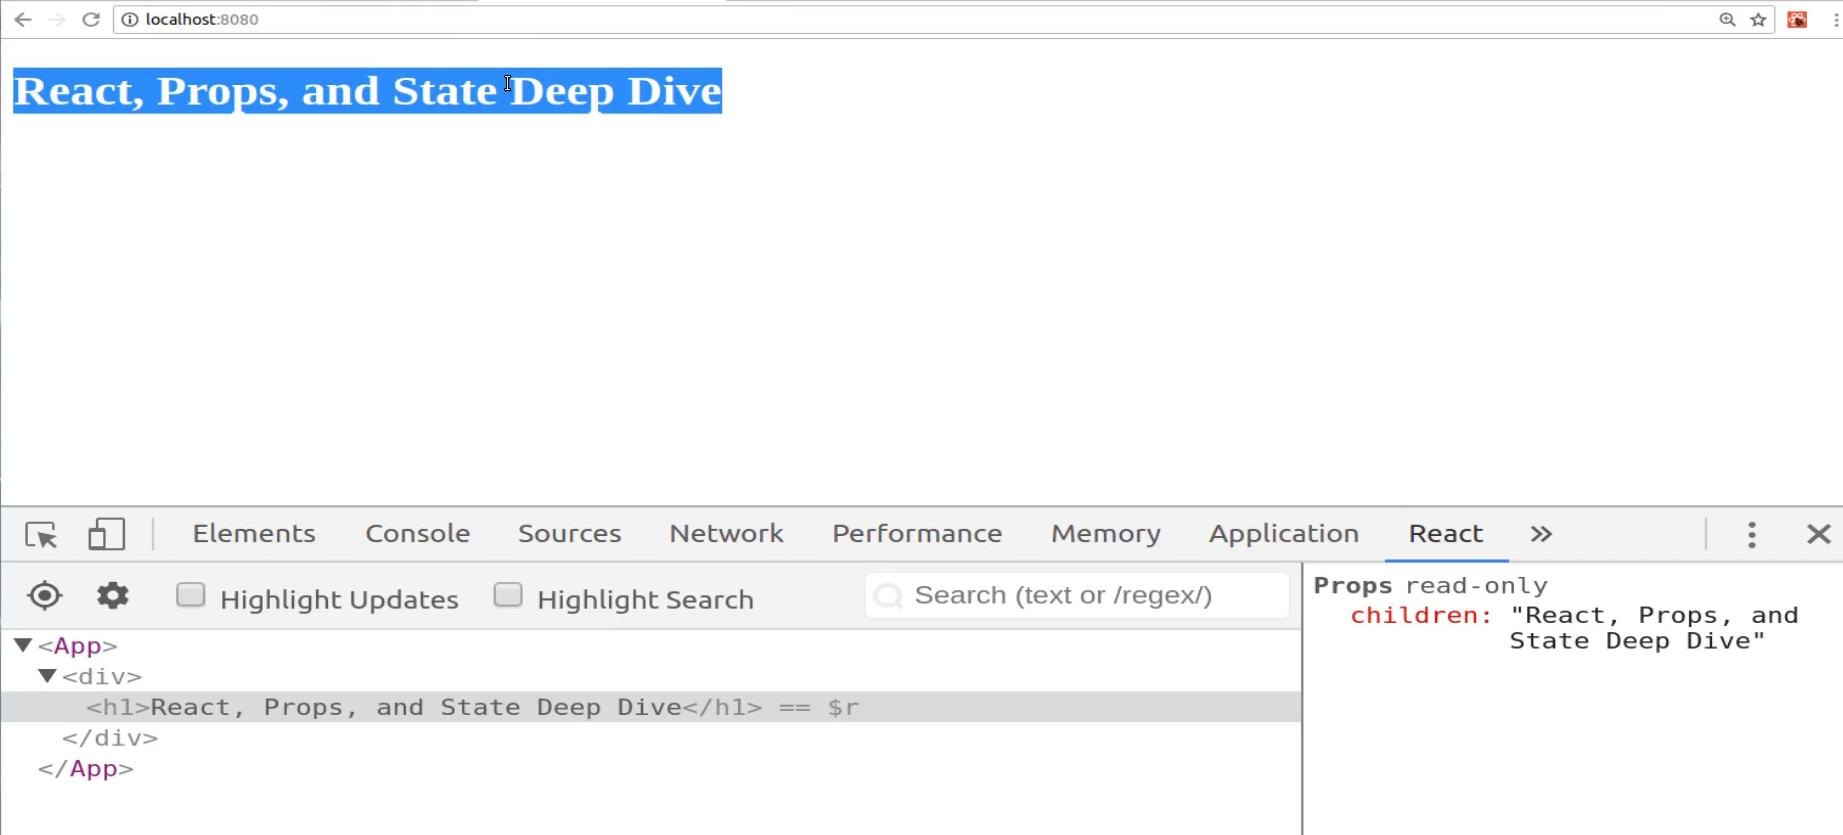 localhost:8080
React, Props, and State Deep Dive
Elements Console Sources Network Performance Memory Application React »
Highlight Updates Highlight Search Search (text or /regex/)
<App>
<div>
<h1>React, Props, and State Deep Dive</h1> == $r
</div>
</App>
Props read-only
children: "React, Props, and
State Deep Dive"